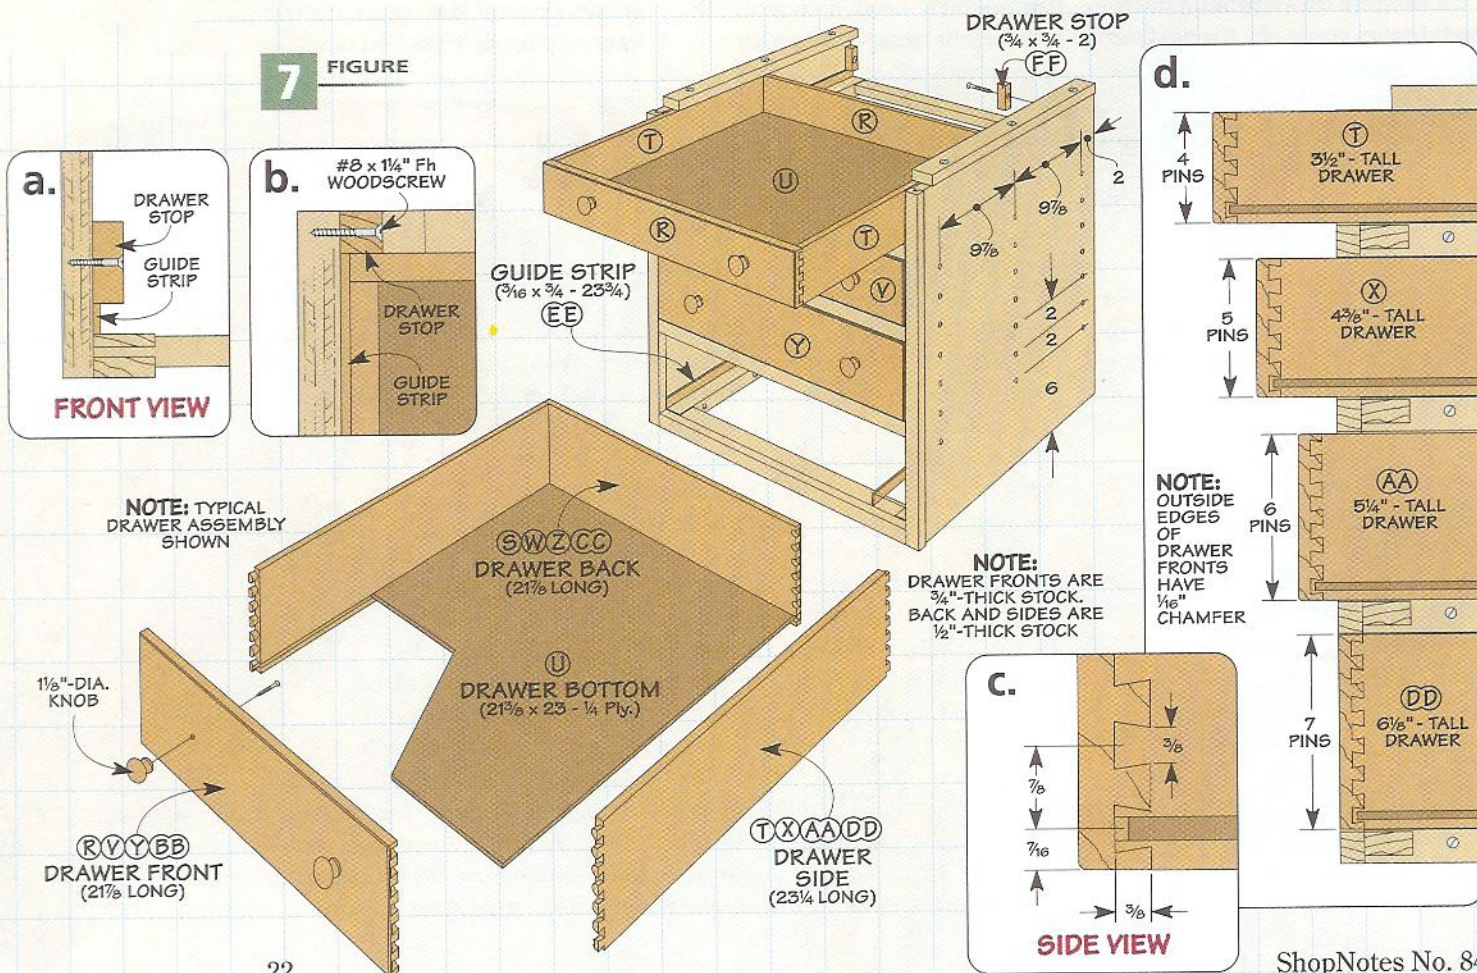 7 FIGURE
a.
DRAWER
STOP
GUIDE
STRIP
FRONT VIEW
b.
#8 x 1¼" Fh
WOODSCREW
DRAWER
STOP
GUIDE
STRIP
DRAWER STOP
(¾ x ¾ - 2)
FF
T
R
U
R
T
V
Y
GUIDE STRIP
(3/16 x ¾ - 23¾)
EE
2
9⅞
9⅞
2
2
6
NOTE: TYPICAL
DRAWER ASSEMBLY
SHOWN
S W Z CC
DRAWER BACK
(21⅞ LONG)
U
DRAWER BOTTOM
(21⅜ x 23 - ¼ Ply.)
1⅛"-DIA.
KNOB
R V Y BB
DRAWER FRONT
(21⅞ LONG)
T X AA DD
DRAWER
SIDE
(23¼ LONG)
NOTE:
DRAWER FRONTS ARE
¾"-THICK STOCK.
BACK AND SIDES ARE
½"-THICK STOCK
c.
⅜
⅞
7/16
⅜
SIDE VIEW
d.
4
PINS
T
3½" - TALL
DRAWER
5
PINS
X
4⅜" - TALL
DRAWER
NOTE:
OUTSIDE
EDGES
OF
DRAWER
FRONTS
HAVE
1/16"
CHAMFER
6
PINS
AA
5¼" - TALL
DRAWER
7
PINS
DD
6⅛" - TALL
DRAWER
22
ShopNotes No. 84